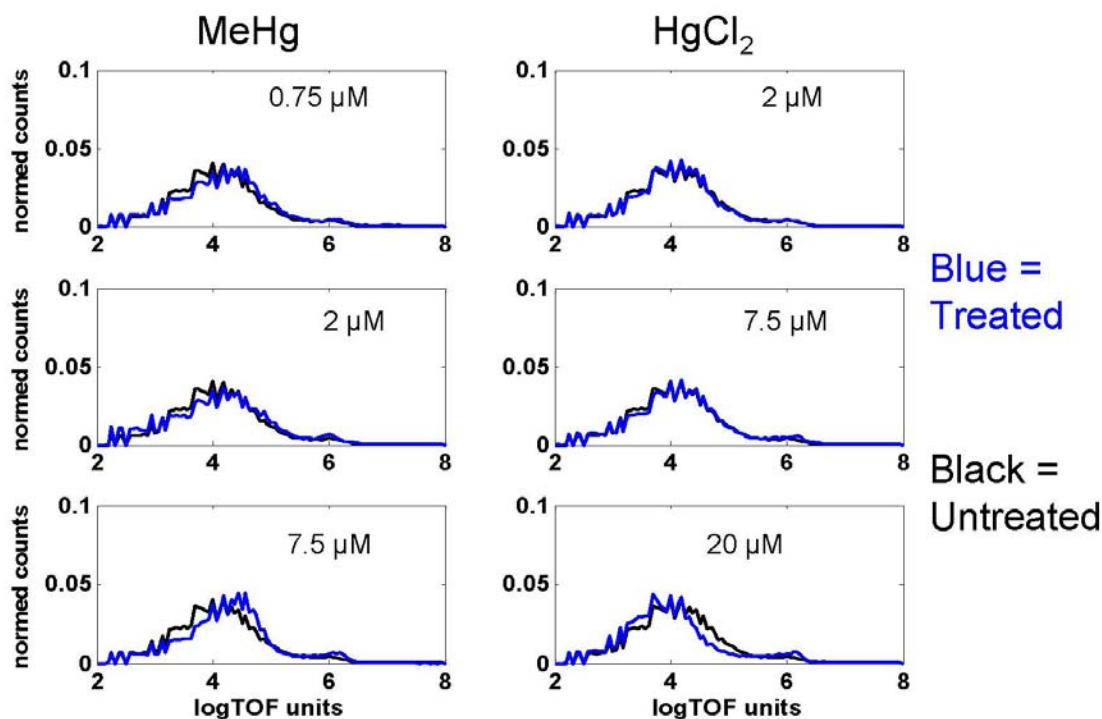 MeHg
HgCl₂
0.1
0.05
0
normed counts
0.75 μM
2 4 6 8
0.1
0.05
0
2 μM
2 4 6 8
Blue =
Treated
0.1
0.05
0
normed counts
2 μM
2 4 6 8
0.1
0.05
0
7.5 μM
2 4 6 8
Black =
Untreated
0.1
0.05
0
normed counts
7.5 μM
2 4 6 8
logTOF units
0.1
0.05
0
20 μM
2 4 6 8
logTOF units